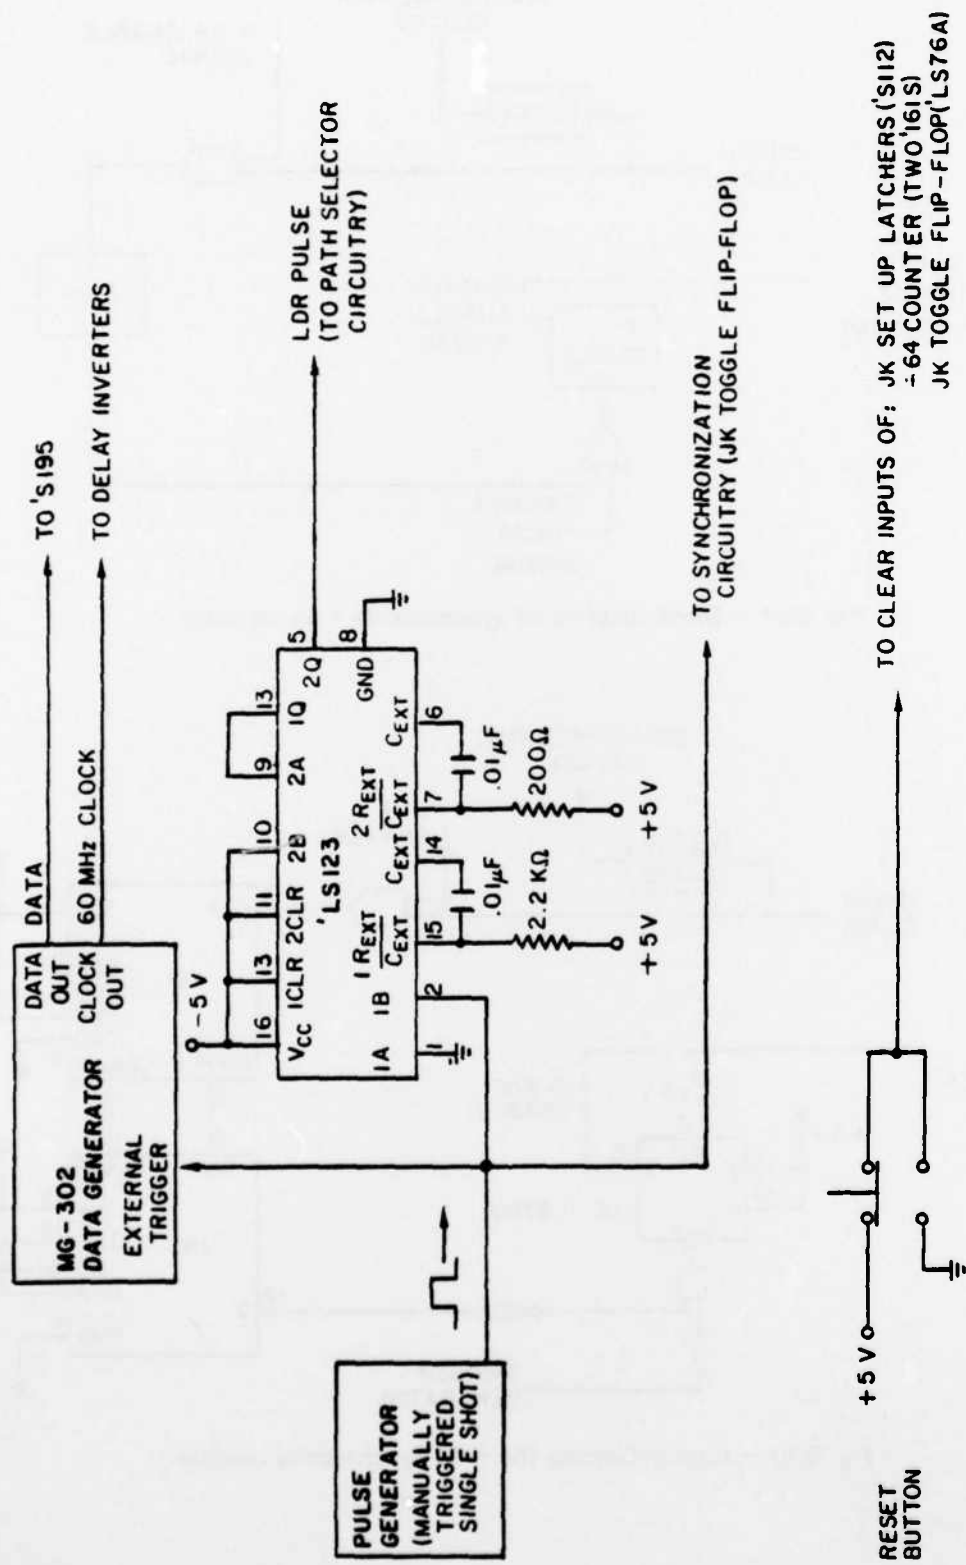 PULSE
GENERATOR
(MANUALLY
TRIGGERED
SINGLE SHOT)
MG-302
DATA GENERATOR
EXTERNAL
TRIGGER
DATA
OUT
CLOCK
OUT
DATA
60 MHz CLOCK
TO 'S195
TO DELAY INVERTERS
-5 V
16
13
11
10
9
13
VCC
1CLR
2CLR
2B
2A
1Q
'LS123
2Q
5
GND
8
1A
1B
1 REXT
CEXT
CEXT
2 REXT
CEXT
CEXT
1
2
15
14
7
6
.01µF
.01µF
2.2 KΩ
200Ω
+5V
+5V
LDR PULSE
(TO PATH SELECTOR
CIRCUITRY)
TO SYNCHRONIZATION
CIRCUITRY (JK TOGGLE FLIP-FLOP)
RESET
BUTTON
+5 V
TO CLEAR INPUTS OF: JK SET UP LATCHERS ('S112)
÷64 COUNTER (TWO '161S)
JK TOGGLE FLIP-FLOP('LS76A)